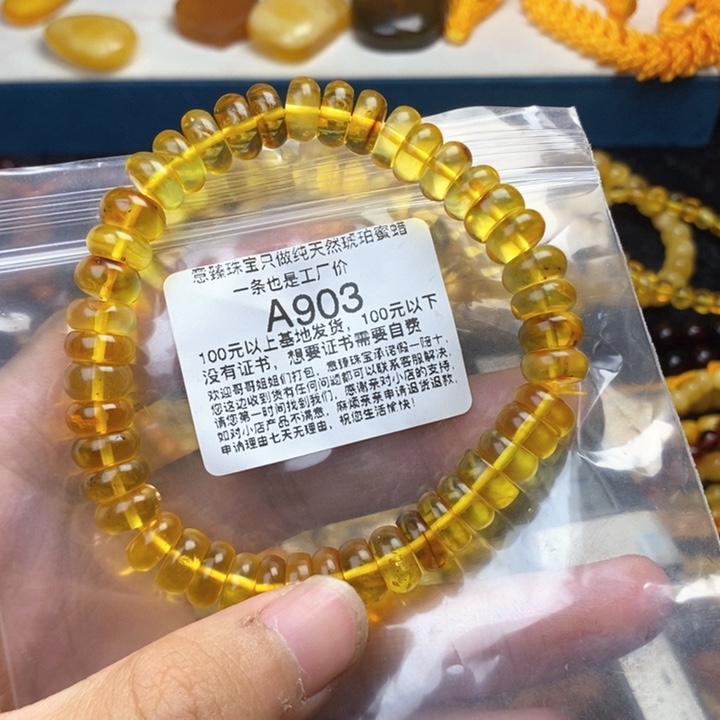 意臻珠宝只做纯天然琥珀蜜蜡
一条也是工厂价
A903
100元以上基地发货，100元以下
没有证书，想要证书需要自费
欢迎哥哥姐姐们打包，意臻珠宝承诺假一赔十，
您这边收到货有任何问题都可以联系客服解决，
请您第一时间找到我们，感谢亲对小店的支持，
如对小店产品不满意，麻烦亲亲申请退货退款，
申请理由七天无理由，祝您生活愉快！